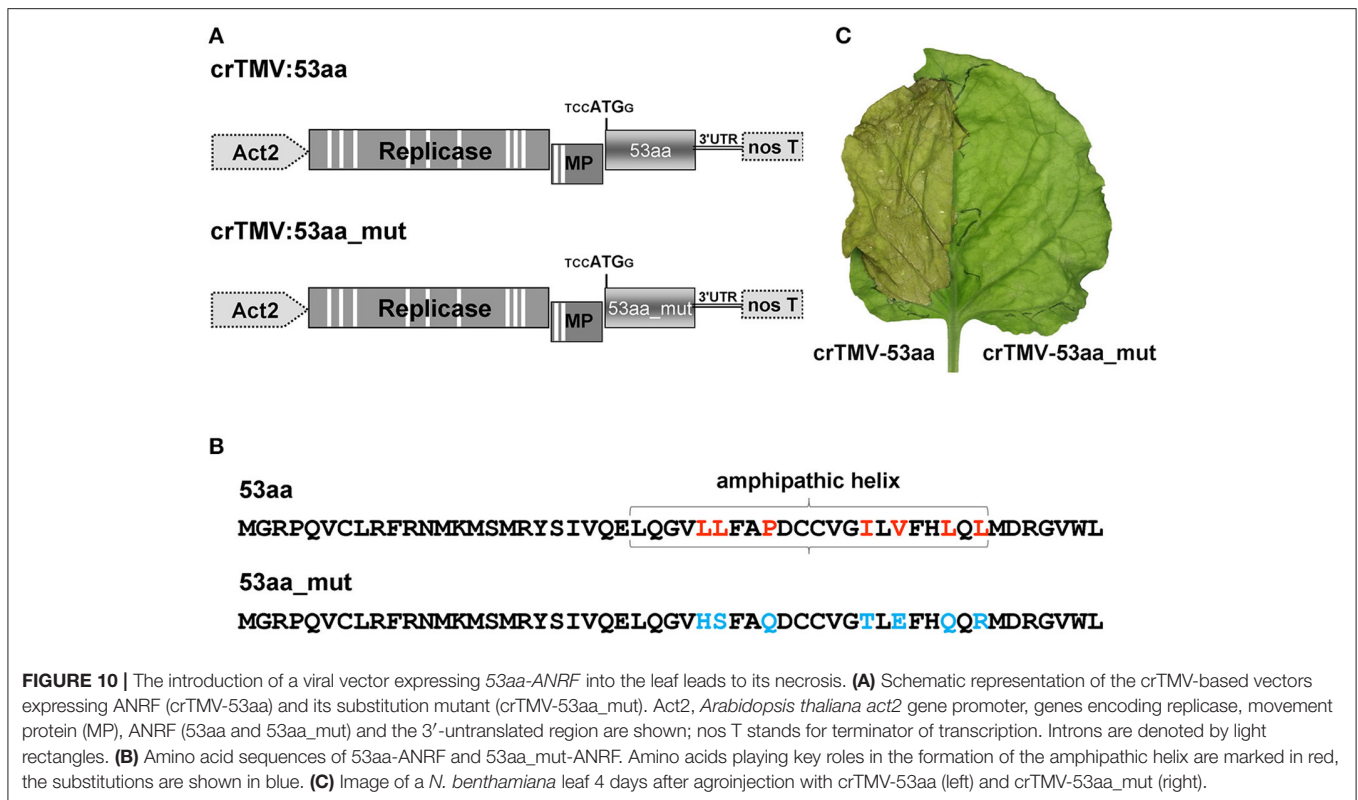 A
crTMV:53aa
TCCATGG
Act2
Replicase
MP
53aa
3'UTR
nos T
crTMV:53aa_mut
TCCATGG
Act2
Replicase
MP
53aa_mut
3'UTR
nos T
C
crTMV-53aa
crTMV-53aa_mut
B
53aa
amphipathic helix
MGRPQVCLRFRNMKMSMRYSIVQELQGVLLFAPDCCVGILVFHLQLMDRGVWL
53aa_mut
MGRPQVCLRFRNMKMSMRYSIVQELQGVHSFAQDCCVGTLEFHQQRMDRGVWL
FIGURE 10 | The introduction of a viral vector expressing 53aa-ANRF into the leaf leads to its necrosis. (A) Schematic representation of the crTMV-based vectors
expressing ANRF (crTMV-53aa) and its substitution mutant (crTMV-53aa_mut). Act2, Arabidopsis thaliana act2 gene promoter, genes encoding replicase, movement
protein (MP), ANRF (53aa and 53aa_mut) and the 3′-untranslated region are shown; nos T stands for terminator of transcription. Introns are denoted by light
rectangles. (B) Amino acid sequences of 53aa-ANRF and 53aa_mut-ANRF. Amino acids playing key roles in the formation of the amphipathic helix are marked in red,
the substitutions are shown in blue. (C) Image of a N. benthamiana leaf 4 days after agroinjection with crTMV-53aa (left) and crTMV-53aa_mut (right).